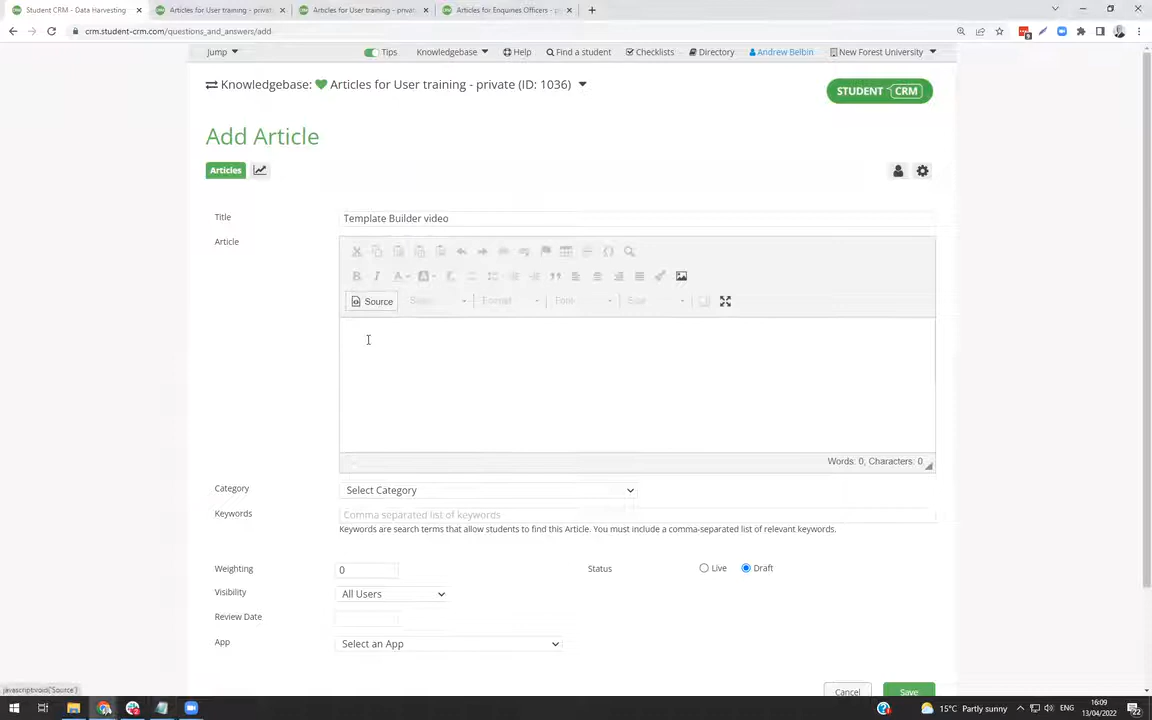 Student CRM - Data Harvesting
Articles for User training - privat
Articles for User training - privat
Articles for Enquiries Officers - p
crm.student-crm.com/questions_and_answers/add
Jump
Tips
Knowledgebase
Help
Find a student
Checklists
Directory
Andrew Belbin
New Forest University
Knowledgebase: Articles for User training - private (ID: 1036)
STUDENT CRM
Add Article
Articles
Title
Template Builder video
Article
Source
Format
Font
Size
Words: 0, Characters: 0
Category
Select Category
Keywords
Comma separated list of keywords
Keywords are search terms that allow students to find this Article. You must include a comma-separated list of relevant keywords.
Weighting
0
Status
Live
Draft
Visibility
All Users
Review Date
App
Select an App
Cancel
Save
javascript:void('Source')
15°C Partly sunny
ENG
16:09
13/04/2022